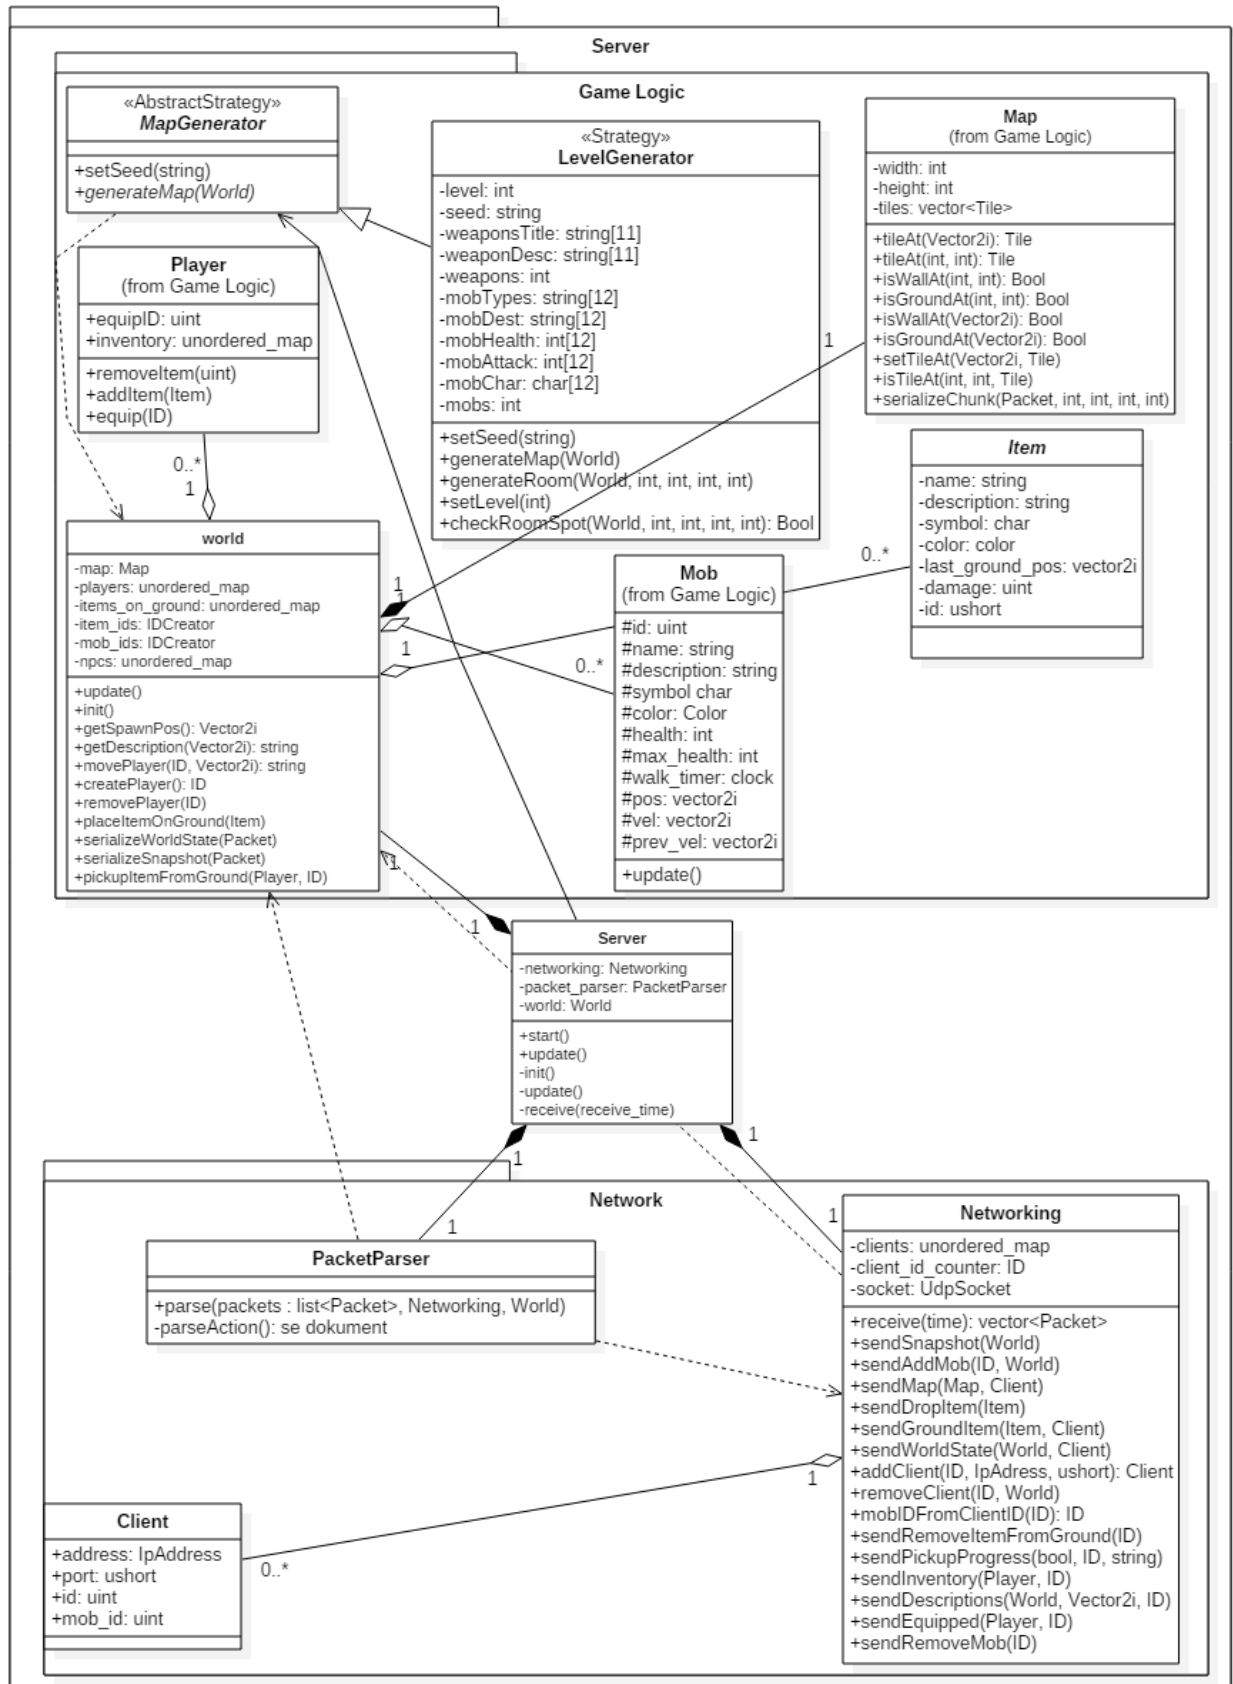 Server
Game Logic
«AbstractStrategy»
MapGenerator
+setSeed(string)
+generateMap(World)
«Strategy»
LevelGenerator
-level: int
-seed: string
-weaponsTitle: string[11]
-weaponDesc: string[11]
-weapons: int
-mobTypes: string[12]
-mobDest: string[12]
-mobHealth: int[12]
-mobAttack: int[12]
-mobChar: char[12]
-mobs: int
+setSeed(string)
+generateMap(World)
+generateRoom(World, int, int, int, int)
+setLevel(int)
+checkRoomSpot(World, int, int, int, int): Bool
Map
(from Game Logic)
-width: int
-height: int
-tiles: vector<Tile>
+tileAt(Vector2i): Tile
+tileAt(int, int): Tile
+isWallAt(int, int): Bool
+isGroundAt(int, int): Bool
+isWallAt(Vector2i): Bool
+isGroundAt(Vector2i): Bool
+setTileAt(Vector2i, Tile)
+isTileAt(int, int, Tile)
+serializeChunk(Packet, int, int, int, int)
1
Player
(from Game Logic)
+equipID: uint
+inventory: unordered_map
+removeItem(uint)
+addItem(Item)
+equip(ID)
0..*
1
Item
-name: string
-description: string
-symbol: char
-color: color
-last_ground_pos: vector2i
-damage: uint
-id: ushort
0..*
world
-map: Map
-players: unordered_map
-items_on_ground: unordered_map
-item_ids: IDCreator
-mob_ids: IDCreator
-npcs: unordered_map
+update()
+init()
+getSpawnPos(): Vector2i
+getDescription(Vector2i): string
+movePlayer(ID, Vector2i): string
+createPlayer(): ID
+removePlayer(ID)
+placeItemOnGround(Item)
+serializeWorldState(Packet)
+serializeSnapshot(Packet)
+pickupItemFromGround(Player, ID)
1
1
1
0..*
Mob
(from Game Logic)
#id: uint
#name: string
#description: string
#symbol char
#color: Color
#health: int
#max_health: int
#walk_timer: clock
#pos: vector2i
#vel: vector2i
#prev_vel: vector2i
+update()
1
1
Server
-networking: Networking
-packet_parser: PacketParser
-world: World
+start()
+update()
-init()
-update()
-receive(receive_time)
1
1
1
1
Network
PacketParser
+parse(packets : list<Packet>, Networking, World)
-parseAction(): se dokument
Networking
-clients: unordered_map
-client_id_counter: ID
-socket: UdpSocket
+receive(time): vector<Packet>
+sendSnapshot(World)
+sendAddMob(ID, World)
+sendMap(Map, Client)
+sendDropItem(Item)
+sendGroundItem(Item, Client)
+sendWorldState(World, Client)
+addClient(ID, IpAdress, ushort): Client
+removeClient(ID, World)
+mobIDFromClientID(ID): ID
+sendRemoveItemFromGround(ID)
+sendPickupProgress(bool, ID, string)
+sendInventory(Player, ID)
+sendDescriptions(World, Vector2i, ID)
+sendEquipped(Player, ID)
+sendRemoveMob(ID)
1
Client
+address: IpAddress
+port: ushort
+id: uint
+mob_id: uint
0..*